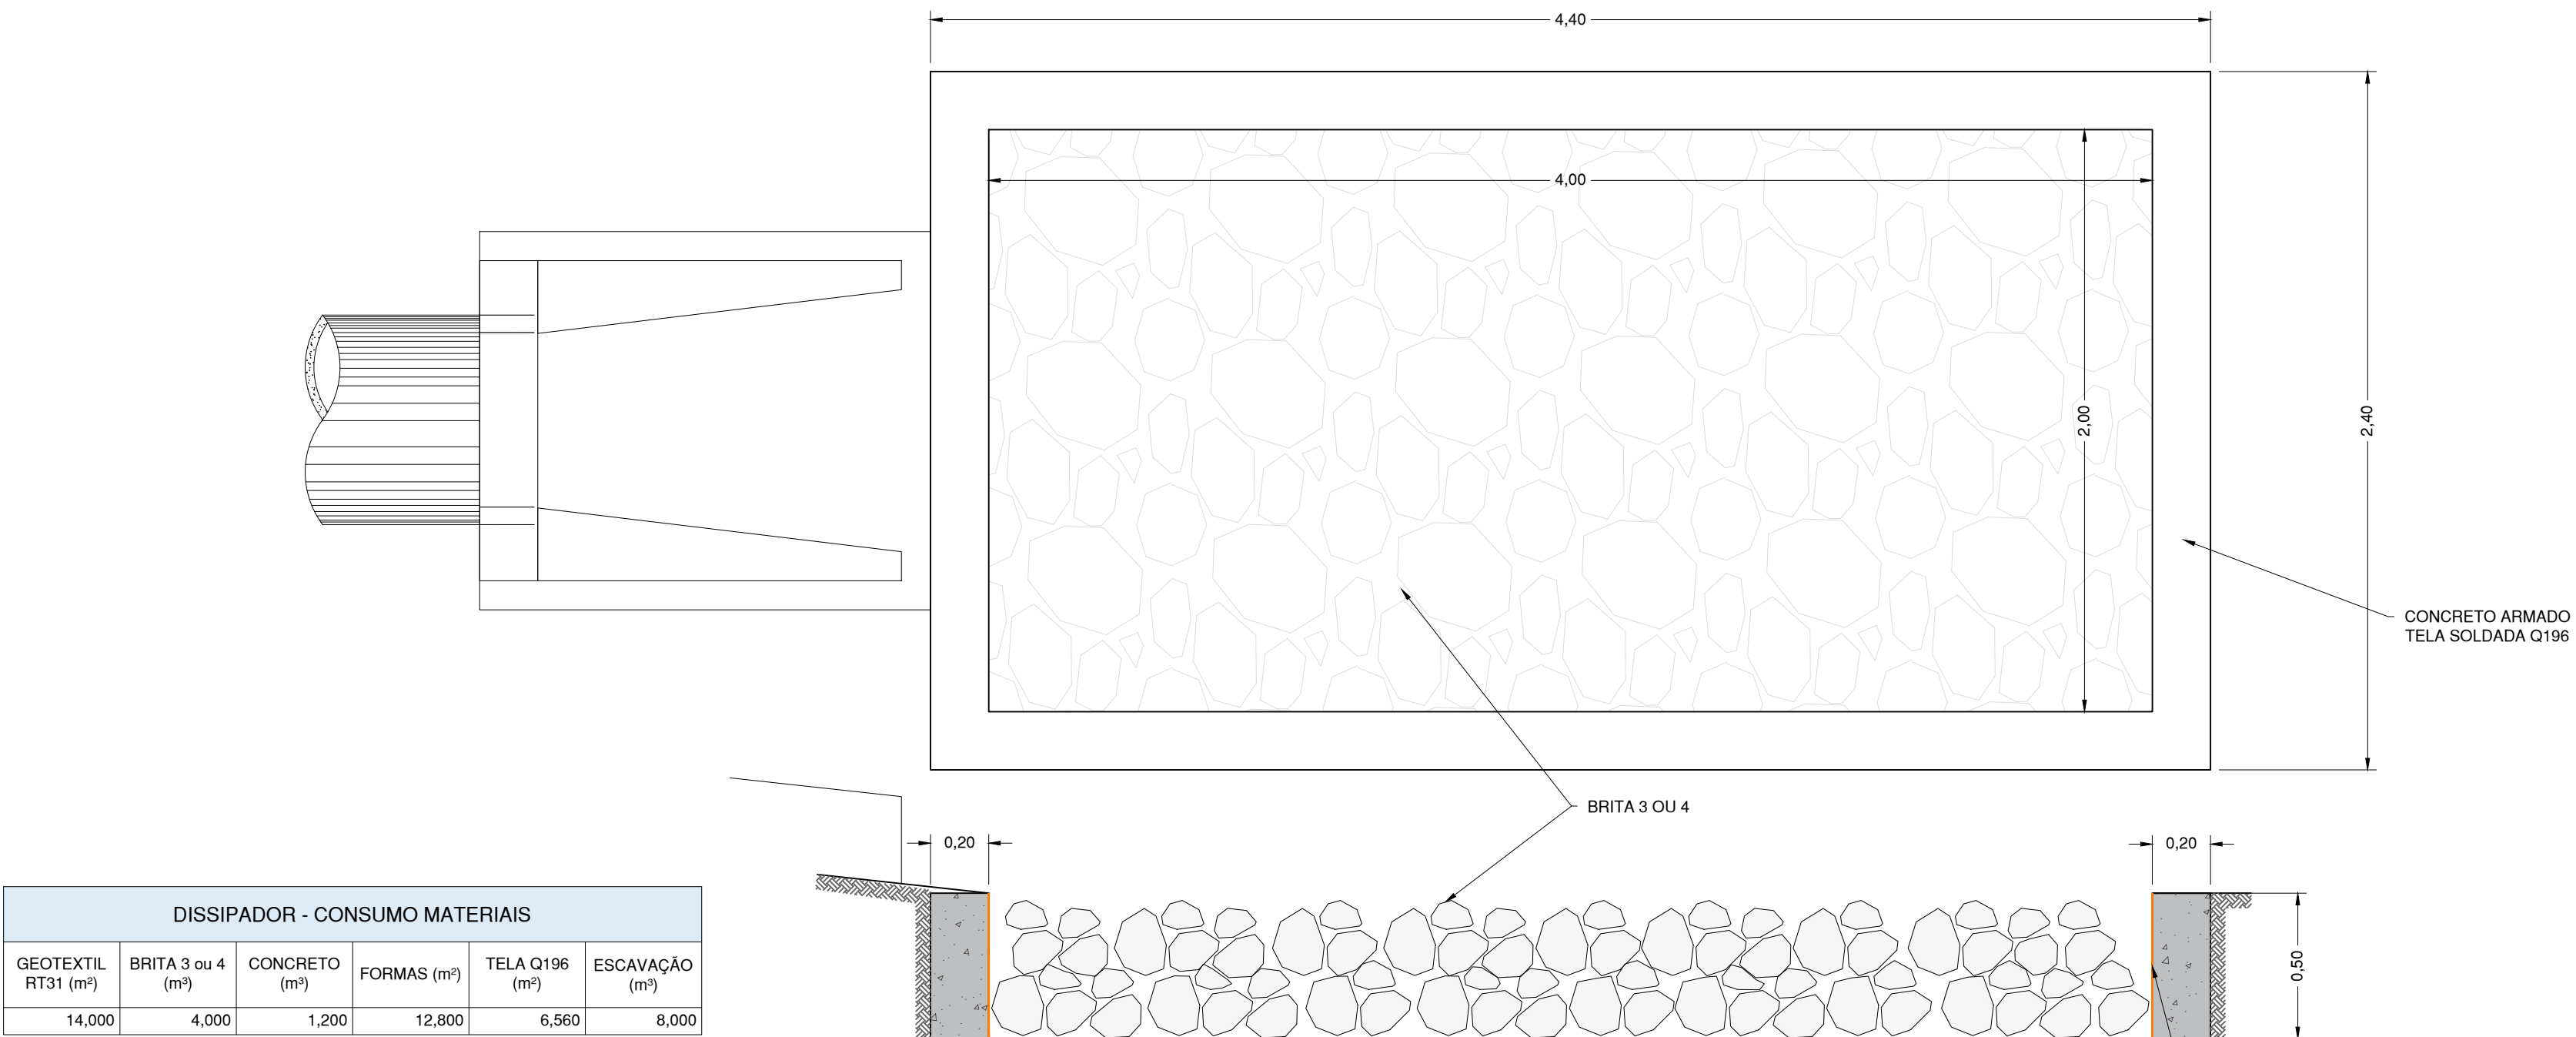 4,40
4,00
2,00
2,40
CONCRETO ARMADO
TELA SOLDADA Q196
BRITA 3 OU 4
0,20
0,20
0,50
DISSIPADOR - CONSUMO MATERIAIS
GEOTEXTIL
RT31 (m²)
BRITA 3 ou 4
(m³)
CONCRETO
(m³)
FORMAS (m²)
TELA Q196
(m²)
ESCAVAÇÃO
(m³)
14,000
4,000
1,200
12,800
6,560
8,000